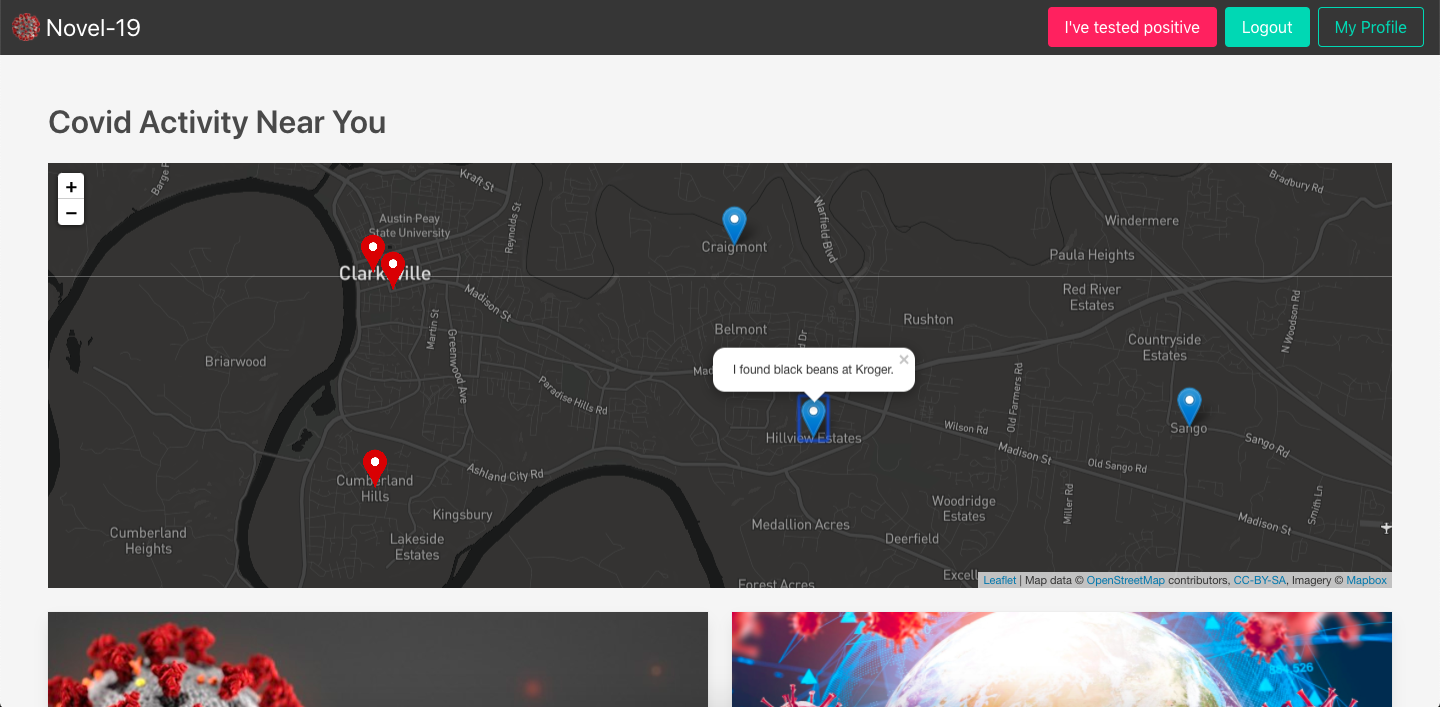 Novel-19
I've tested positive
Logout
My Profile
Covid Activity Near You
+
−
Kraft St
Bradbury Rd
Austin Peay
State University
Reynolds St
Warfield Blvd
Craigmont
Windermere
Paula Heights
Red River
Estates
Madison St
Martin St
Greenwood Ave
Belmont
Rushton
N Woodson Rd
Countryside
Estates
Briarwood
I found black beans at Kroger.
×
Paradise Hills Rd
Old Farmers Rd
Hillview Estates
Wilson Rd
Sango
Sango Rd
Madison St
Old Sango Rd
Ashland City Rd
Cumberland
Hills
Kingsbury
Miller Rd
Smith Ln
Woodridge
Estates
Madison St
Medallion Acres
Deerfield
Cumberland
Heights
Lakeside
Estates
Forest Acres
Leaflet | Map data © OpenStreetMap contributors, CC-BY-SA, Imagery © Mapbox